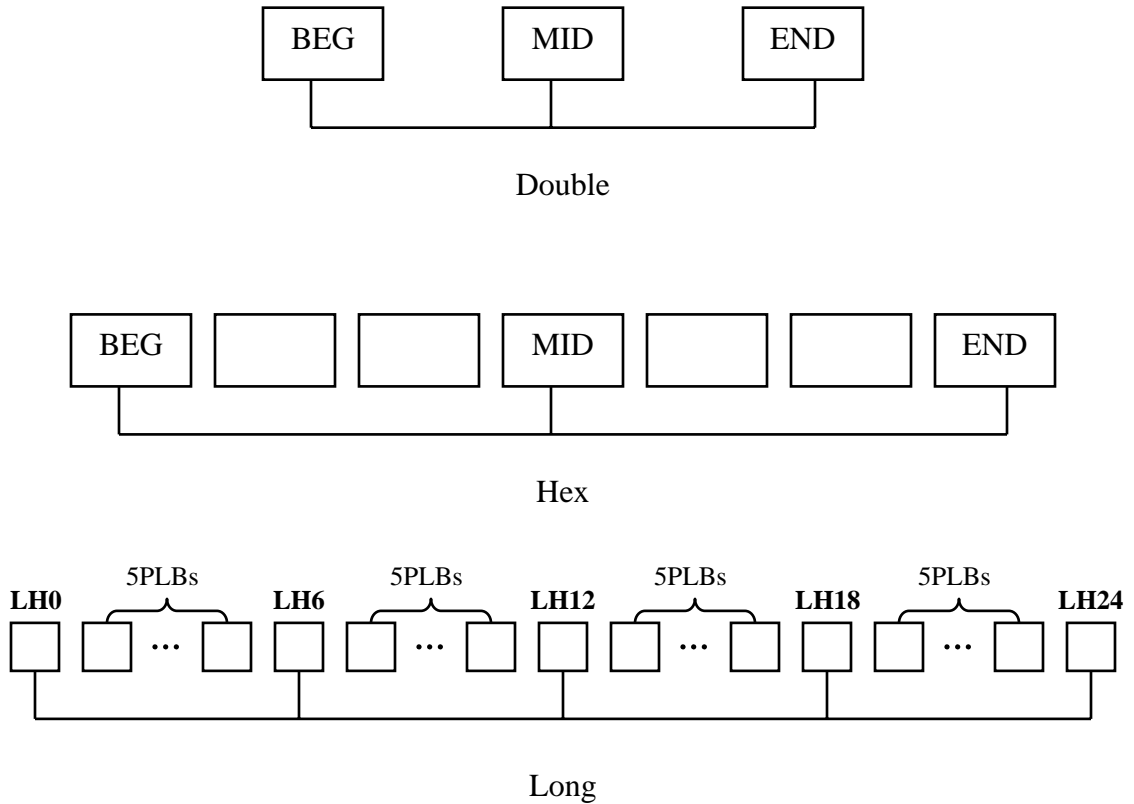 BEG MID END
Double
BEG MID END
Hex
5PLBs 5PLBs 5PLBs 5PLBs
LH0 LH6 LH12 LH18 LH24
... ... ... ...
Long